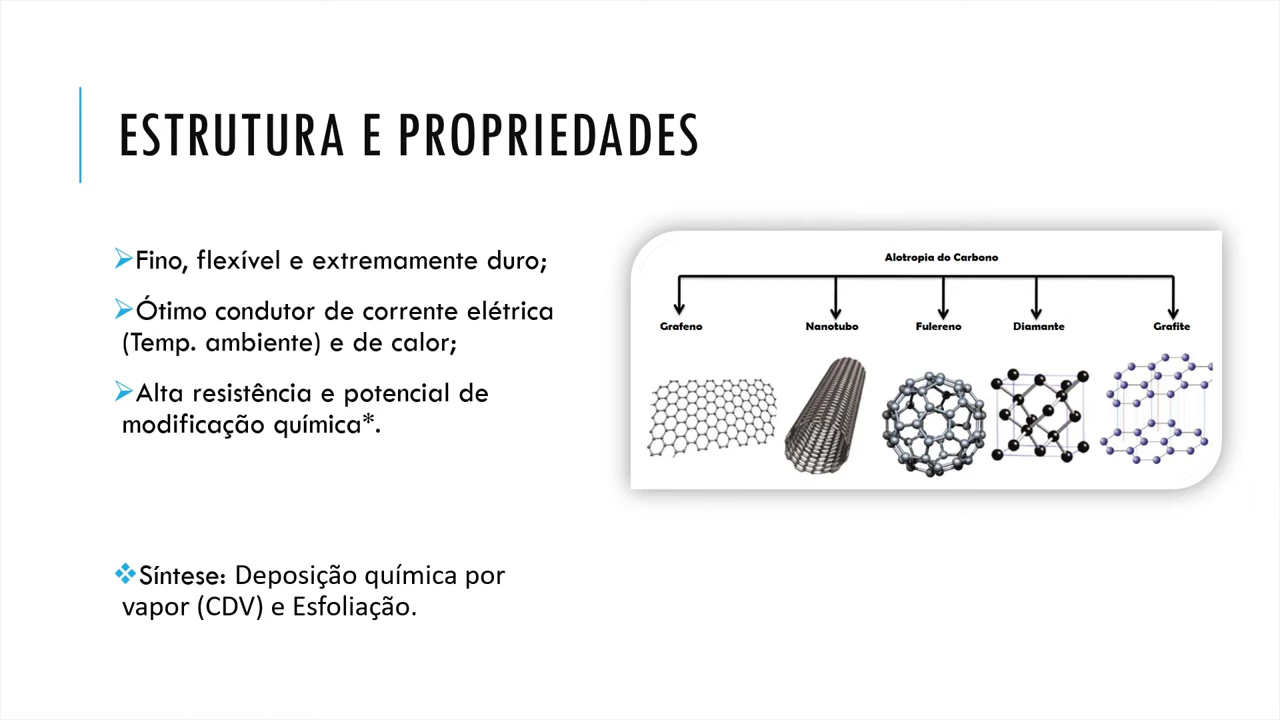 ESTRUTURA E PROPRIEDADES
Fino, flexível e extremamente duro;
Ótimo condutor de corrente elétrica
(Temp. ambiente) e de calor;
Alta resistência e potencial de
modificação química*.
Síntese: Deposição química por
vapor (CDV) e Esfoliação.
Alotropia do Carbono
Grafeno Nanotubo Fulereno Diamante Grafite